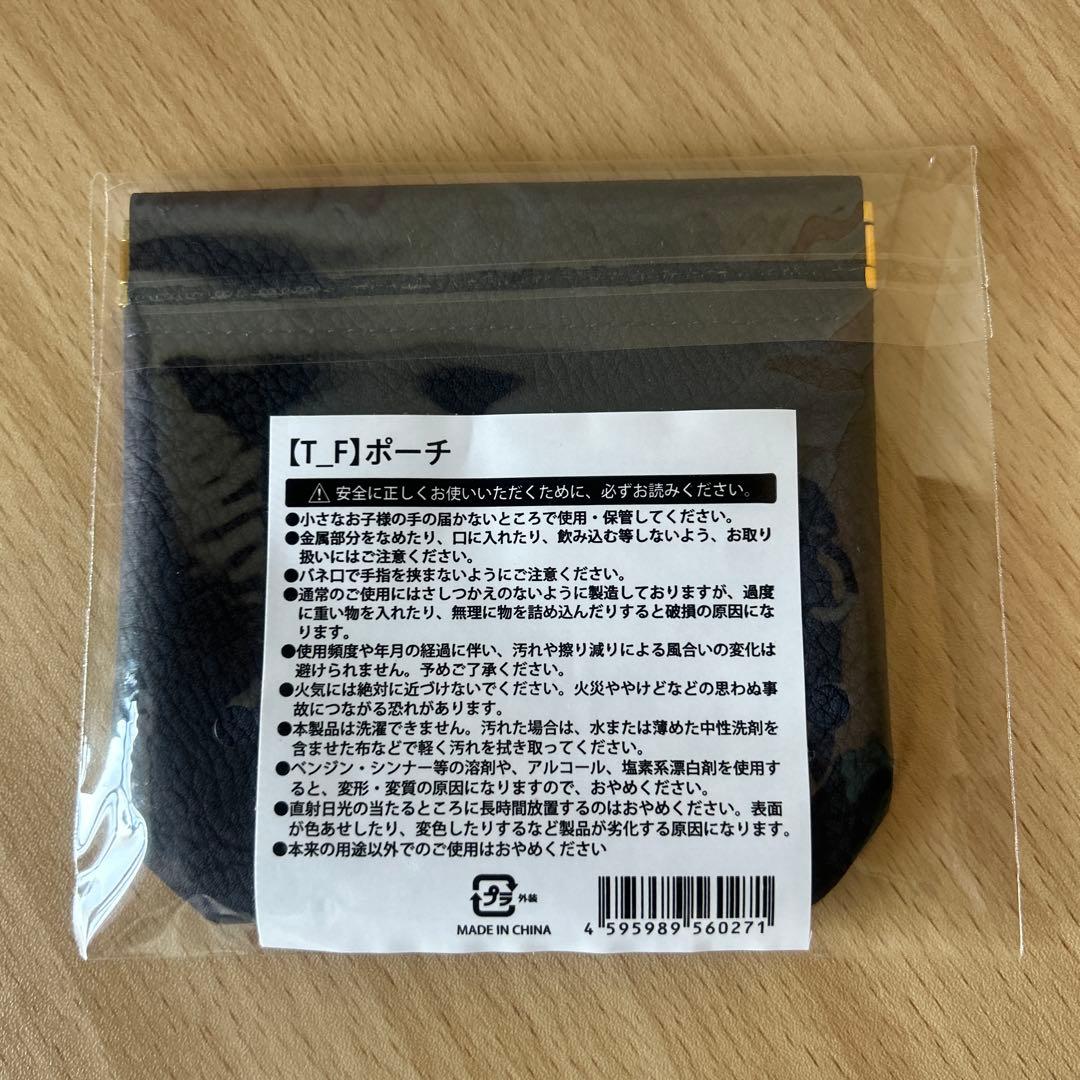 【T_F】ポーチ
⚠ 安全に正しくお使いいただくために、必ずお読みください。
●小さなお子様の手の届かないところで使用・保管してください。
●金属部分をなめたり、口に入れたり、飲み込む等しないよう、お取り
扱いにはご注意ください。
●バネ口で手指を挟まないようにご注意ください。
●通常のご使用にはさしつかえのないように製造しておりますが、過度
に重い物を入れたり、無理に物を詰め込んだりすると破損の原因にな
ります。
●使用頻度や年月の経過に伴い、汚れや擦り減りによる風合いの変化は
避けられません。予めご了承ください。
●火気には絶対に近づけないでください。火災ややけどなどの思わぬ事
故につながる恐れがあります。
●本製品は洗濯できません。汚れた場合は、水または薄めた中性洗剤を
含ませた布などで軽く汚れを拭き取ってください。
●ベンジン・シンナー等の溶剤や、アルコール、塩素系漂白剤を使用す
ると、変形・変質の原因になりますので、おやめください。
●直射日光の当たるところに長時間放置するのはおやめください。表面
が色あせしたり、変色したりするなど製品が劣化する原因になります。
●本来の用途以外でのご使用はおやめください
プラ 外装
MADE IN CHINA
4 595989 560271